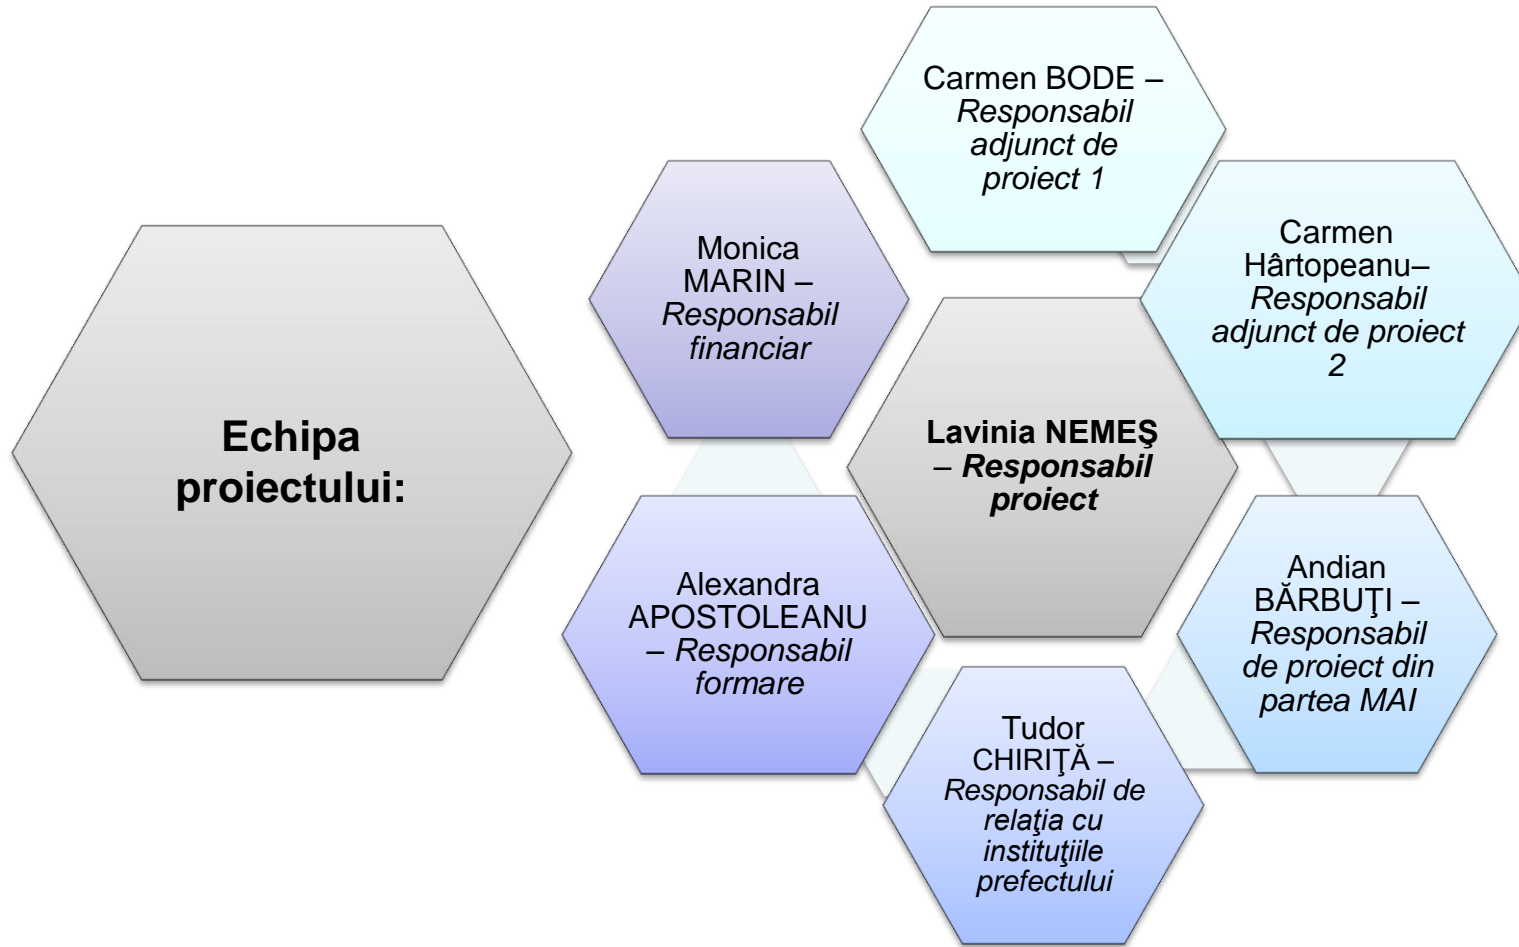 Echipa
proiectului:
Carmen BODE –
Responsabil
adjunct de
proiect 1
Carmen
Hârtopeanu–
Responsabil
adjunct de proiect
2
Monica
MARIN –
Responsabil
financiar
Lavinia NEMEŞ
– Responsabil
proiect
Andian
BĂRBUŢI –
Responsabil
de proiect din
partea MAI
Alexandra
APOSTOLEANU
– Responsabil
formare
Tudor
CHIRIŢĂ –
Responsabil de
relaţia cu
instituţiile
prefectului